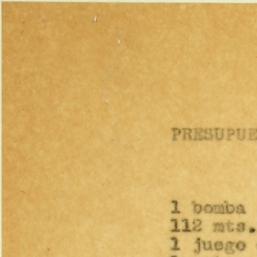 PRESUPUE
1 bomba
112 mts.
1 juego